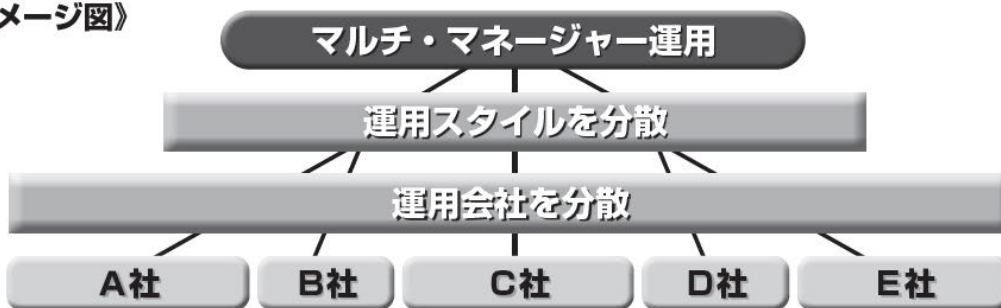 メージ図》
マルチ・マネージャー運用
運用スタイルを分散
運用会社を分散
A社 B社 C社 D社 E社